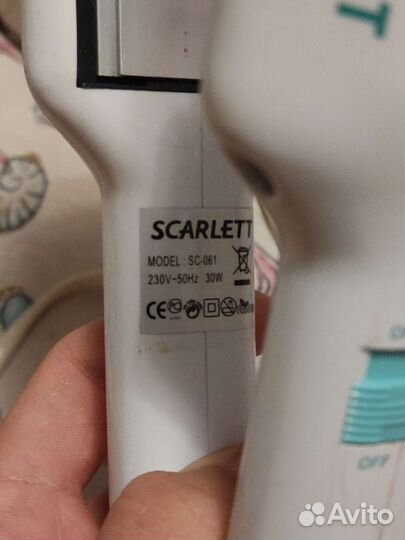 T
SCARLETT
MODEL : SC-061
230V~50Hz 30W
CE
OFF
Avito